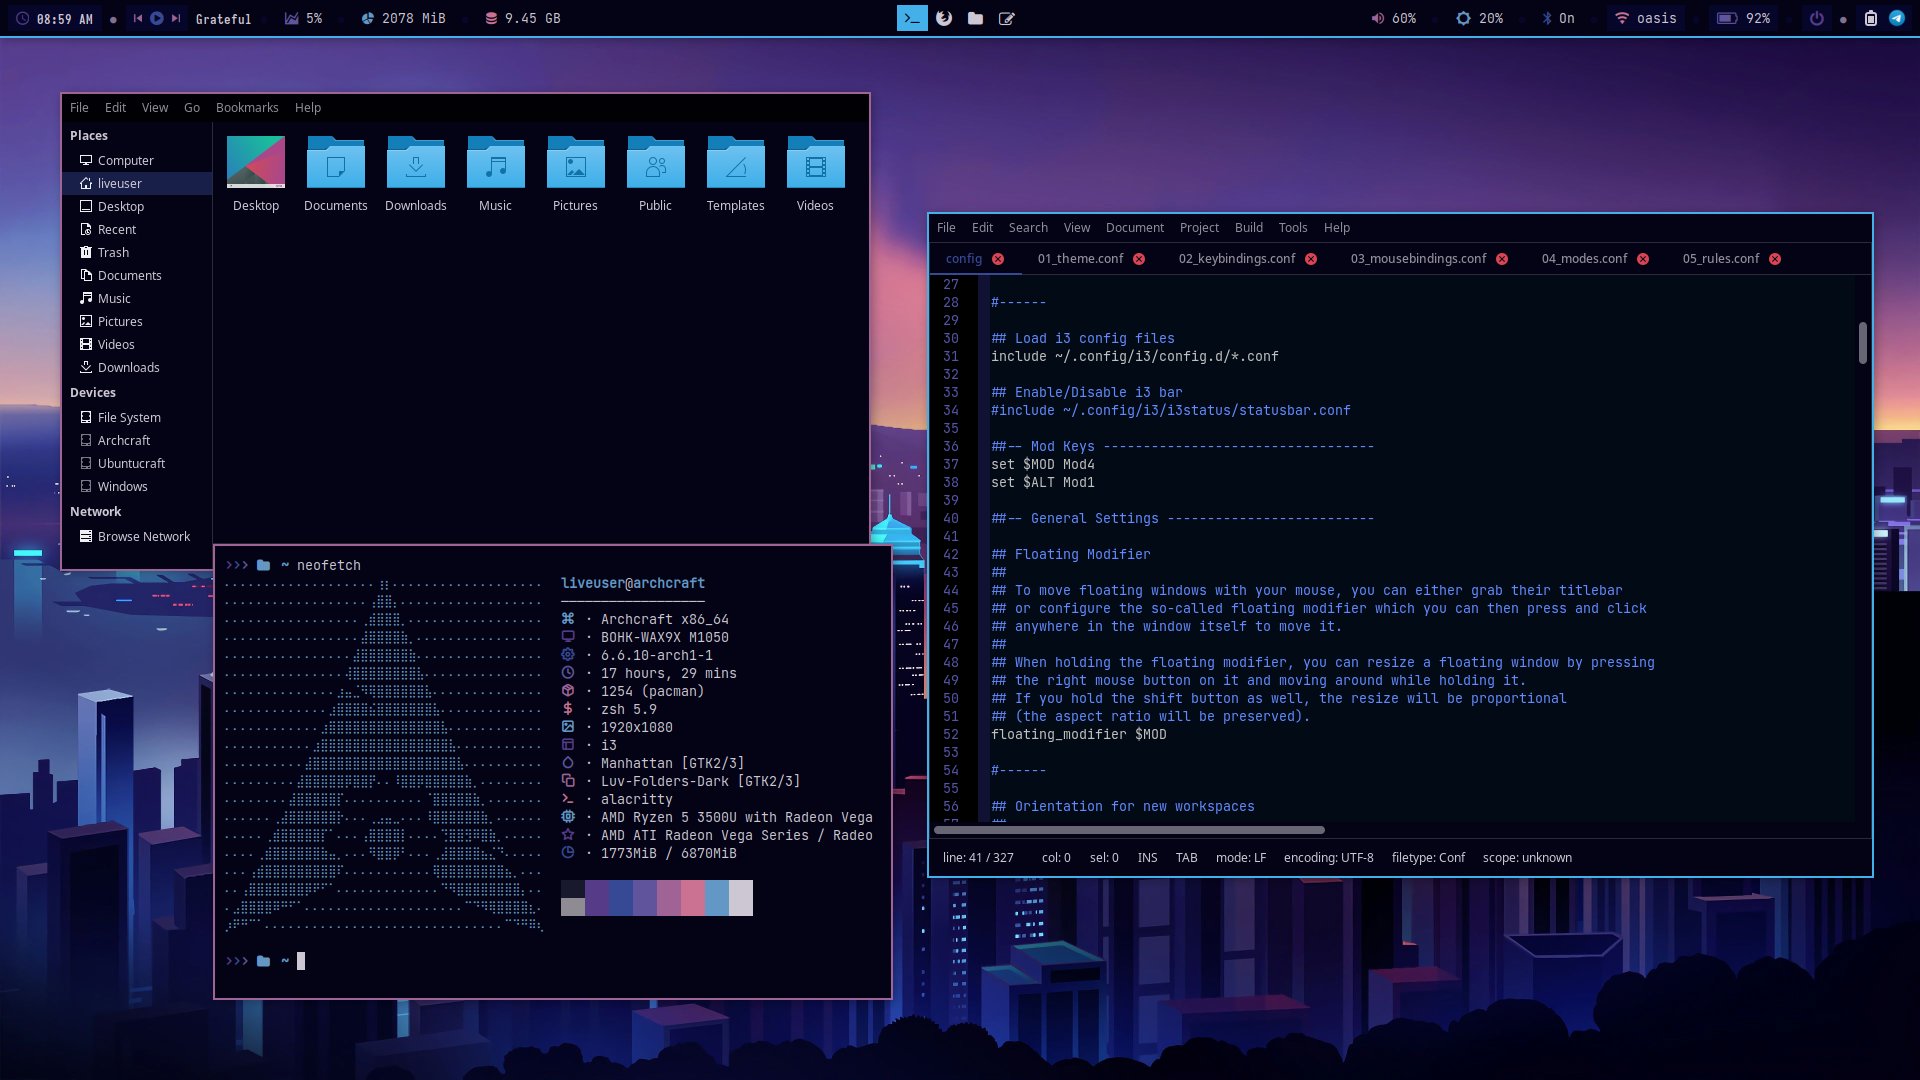 08:59 AM
Grateful
5%
2078 MiB
9.45 GB
60%
20%
On
oasis
92%
File Edit View Go Bookmarks Help
Places
Computer
liveuser
Desktop
Recent
Trash
Documents
Music
Pictures
Videos
Downloads
Devices
File System
Archcraft
Ubuntucraft
Windows
Network
Browse Network
Desktop Documents Downloads Music Pictures Public Templates Videos
>>> ~ neofetch
liveuser@archcraft
· Archcraft x86_64
· BOHK-WAX9X M1050
· 6.6.10-arch1-1
· 17 hours, 29 mins
· 1254 (pacman)
· zsh 5.9
· 1920x1080
· i3
· Manhattan [GTK2/3]
· Luv-Folders-Dark [GTK2/3]
· alacritty
· AMD Ryzen 5 3500U with Radeon Vega
· AMD ATI Radeon Vega Series / Radeo
· 1773MiB / 6870MiB
>>> ~
File Edit Search View Document Project Build Tools Help
config 01_theme.conf 02_keybindings.conf 03_mousebindings.conf 04_modes.conf 05_rules.conf
27
28 #------
29
30 ## Load i3 config files
31 include ~/.config/i3/config.d/*.conf
32
33 ## Enable/Disable i3 bar
34 #include ~/.config/i3/i3status/statusbar.conf
35
36 ##-- Mod Keys ----------------------------------
37 set $MOD Mod4
38 set $ALT Mod1
39
40 ##-- General Settings --------------------------
41
42 ## Floating Modifier
43 ##
44 ## To move floating windows with your mouse, you can either grab their titlebar
45 ## or configure the so-called floating modifier which you can then press and click
46 ## anywhere in the window itself to move it.
47 ##
48 ## When holding the floating modifier, you can resize a floating window by pressing
49 ## the right mouse button on it and moving around while holding it.
50 ## If you hold the shift button as well, the resize will be proportional
51 ## (the aspect ratio will be preserved).
52 floating_modifier $MOD
53
54 #------
55
56 ## Orientation for new workspaces
line: 41 / 327 col: 0 sel: 0 INS TAB mode: LF encoding: UTF-8 filetype: Conf scope: unknown